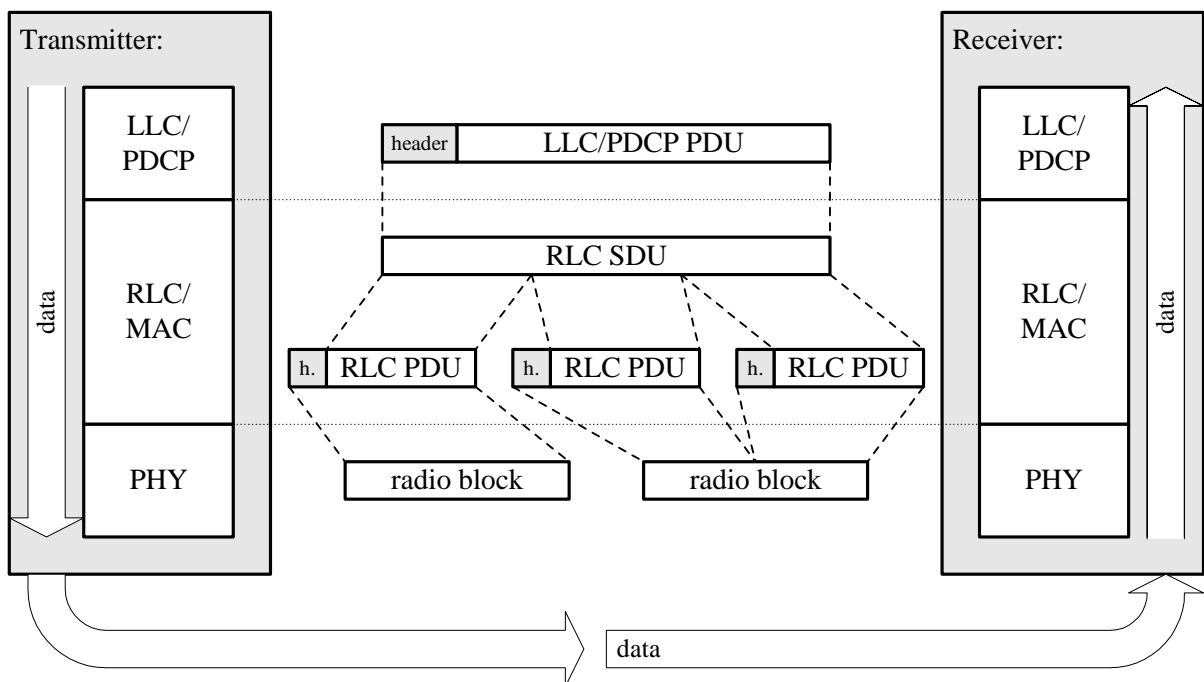 Transmitter:
Receiver:
LLC/
PDCP
header
LLC/PDCP PDU
LLC/
PDCP
data
RLC/
MAC
RLC SDU
h.
RLC PDU
h.
RLC PDU
h.
RLC PDU
RLC/
MAC
data
PHY
radio block
radio block
PHY
data